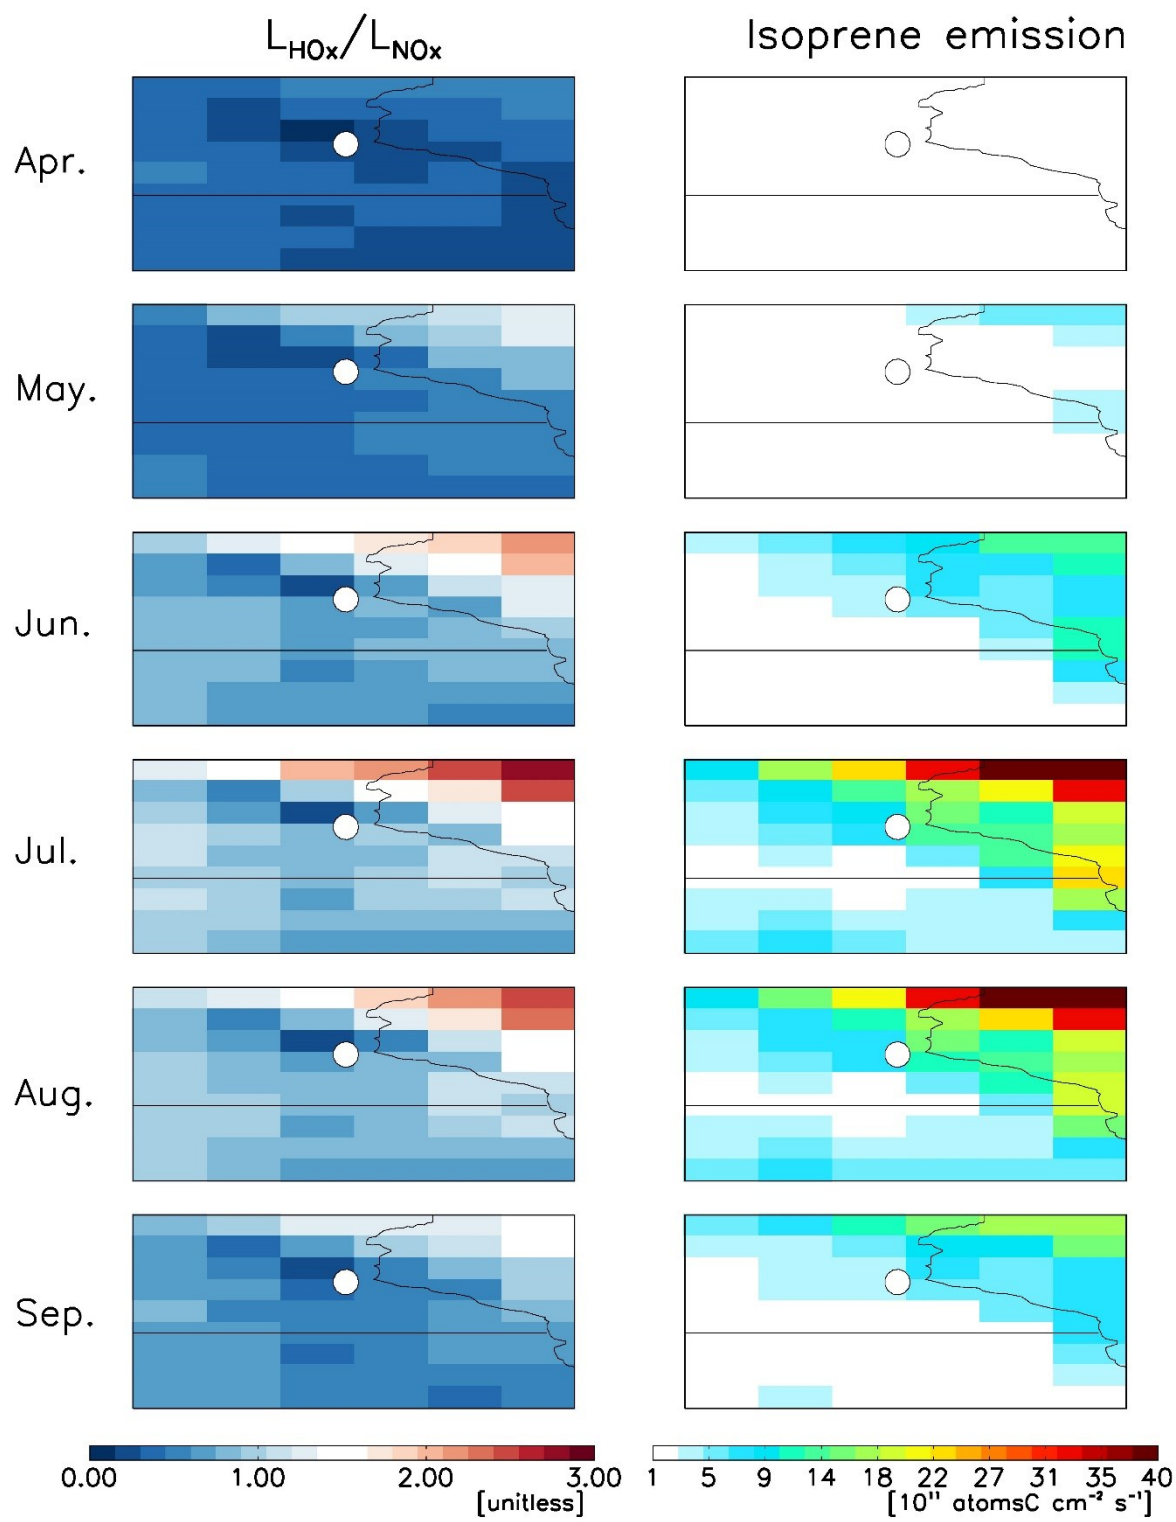 LHOx/LNOx Isoprene emission
Apr.
May.
Jun.
Jul.
Aug.
Sep.
0.00 1.00 2.00 3.00 1 5 9 14 18 22 27 31 35 40
[unitless] [10¹¹ atomsC cm⁻² s⁻¹]